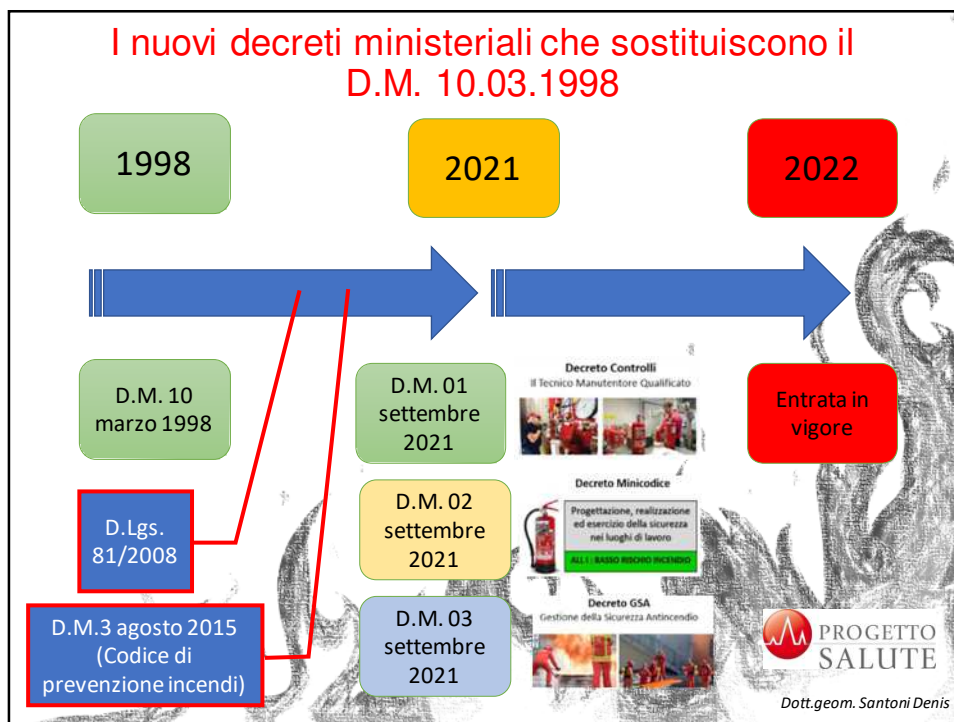 I nuovi decreti ministeriali che sostituiscono il
D.M. 10.03.1998
1998
2021
2022
D.M. 10
marzo 1998
D.M. 01
settembre
2021
Decreto Controlli
Il Tecnico Manutentore Qualificato
Entrata in
vigore
D.Lgs.
81/2008
D.M. 02
settembre
2021
Decreto Minicodice
Progettazione, realizzazione
ed esercizio della sicurezza
nei luoghi di lavoro
ALL I : BASSO RISCHIO INCENDIO
D.M.3 agosto 2015
(Codice di
prevenzione incendi)
D.M. 03
settembre
2021
Decreto GSA
Gestione della Sicurezza Antincendio
PROGETTO
SALUTE
Dott.geom. Santoni Denis